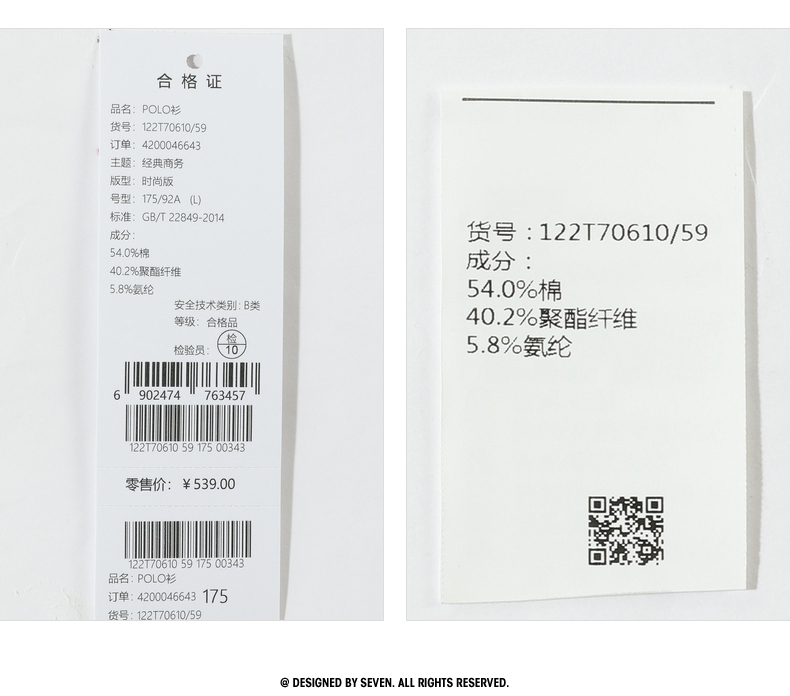 合格证
品名: POLO衫
货号: 122T70610/59
订单: 4200046643
主题: 经典商务
版型: 时尚版
号型: 175/92A (L)
标准: GB/T 22849-2014
成分:
54.0%棉
40.2%聚酯纤维
5.8%氨纶
安全技术类别: B类
等级: 合格品
检验员: 检 10
6 902474 763457
122T70610 59 175 00343
零售价: ¥539.00
122T70610 59 175 00343
品名: POLO衫
订单: 4200046643 175
货号: 122T70610/59
货号:122T70610/59
成分:
54.0%棉
40.2%聚酯纤维
5.8%氨纶
@ DESIGNED BY SEVEN. ALL RIGHTS RESERVED.